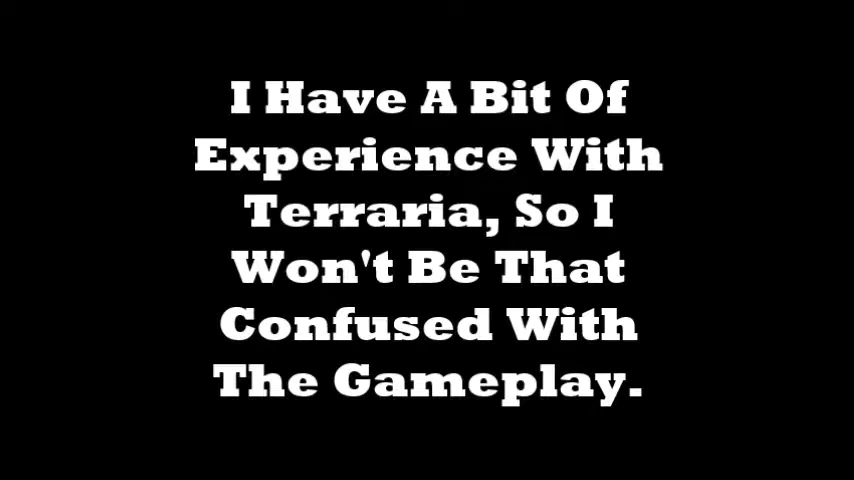 I Have A Bit Of
Experience With
Terraria, So I
Won't Be That
Confused With
The Gameplay.